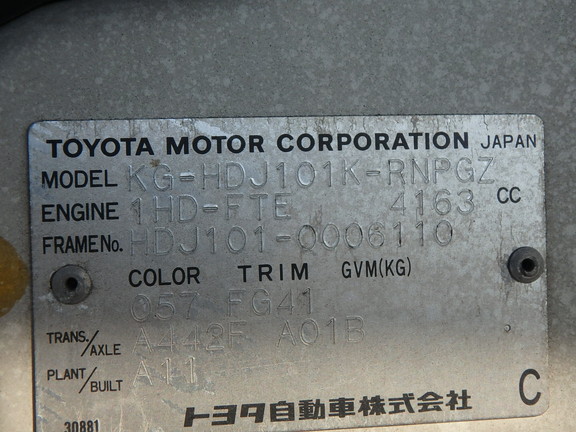 TOYOTA MOTOR CORPORATION JAPAN
MODEL KG-HDJ101K-RNPGZ
ENGINE 1HD-FTE 4163 CC
FRAME No. HDJ101-0006110
COLOR TRIM GVM(KG)
057 FG41
TRANS./AXLE A442F A01B
PLANT/BUILT A11
トヨタ自動車株式会社 C
30881